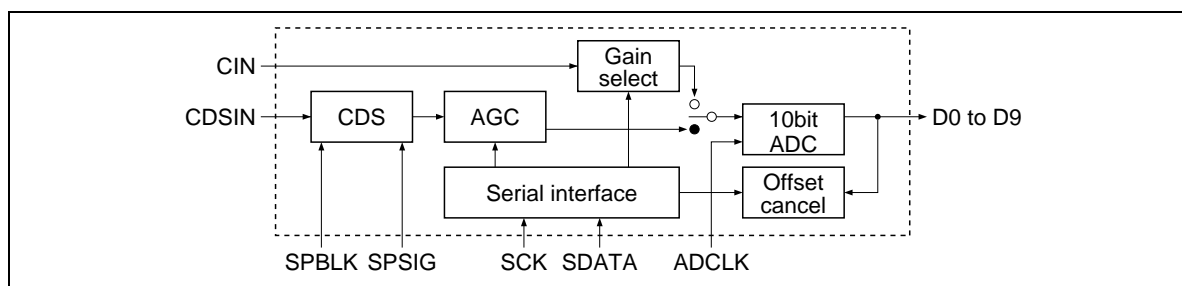 CIN
Gain
select
CDSIN
CDS
AGC
10bit
ADC
D0 to D9
Serial interface
Offset
cancel
SPBLK
SPSIG
SCK
SDATA
ADCLK